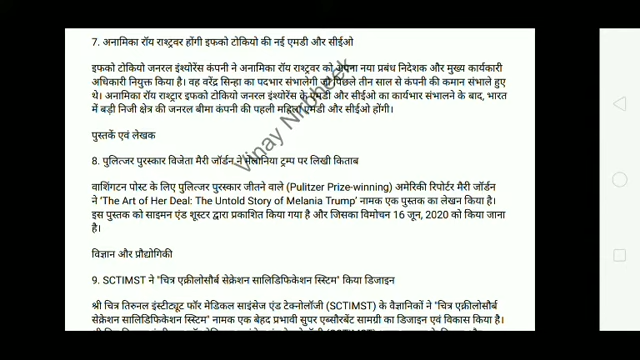 7. अनामिका रॉय राश्ट्रवर होंगी इफको टोकियो की नई एमडी और सीईओ
इफको टोकियो जनरल इंश्योरेंस कंपनी ने अनामिका रॉय राश्ट्रवर को अपना नया प्रबंध निदेशक और मुख्य कार्यकारी
अधिकारी नियुक्त किया है। वह वरेंद्र सिन्हा का पदभार संभालेगी जो पिछले तीन साल से कंपनी की कमान संभाले हुए
थे। अनामिका रॉय राश्ट्रार इफको टोकियो जनरल इंश्योरेंस के एमडी और सीईओ का कार्यभार संभालने के बाद, भारत
में बड़ी निजी क्षेत्र की जनरल बीमा कंपनी की पहली महिला एमडी और सीईओ होंगी।
पुस्तकें एवं लेखक
8. पुलित्जर पुरस्कार विजेता मैरी जॉर्डन ने मेलानिया ट्रम्प पर लिखी किताब
वाशिंगटन पोस्ट के लिए पुलित्जर पुरस्कार जीतने वाले (Pulitzer Prize-winning) अमेरिकी रिपोर्टर मैरी जॉर्डन
ने 'The Art of Her Deal: The Untold Story of Melania Trump' नामक एक पुस्तक का लेखन किया है।
इस पुस्तक को साइमन एंड शूस्टर द्वारा प्रकाशित किया गया है और जिसका विमोचन 16 जून, 2020 को किया जाना
है।
विज्ञान और प्रौद्योगिकी
9. SCTIMST ने "चित्र एक्रीलोसौर्ब सेक्रेशन सालिडिफिकेशन स्स्टिम" किया डिजाइन
श्री चित्र तिरुनल इंस्टीट्यूट फॉर मेडिकल साइंसेज एंड टेक्नोलॉजी (SCTIMST) के वैज्ञानिकों ने "चित्र एक्रीलोसौर्ब
सेक्रेशन सालिडिफिकेशन स्स्टिम" नामक एक बेहद प्रभावी सुपर एब्सौरबेंट सामग्री का डिजाइन एवं विकास किया है।
Vinay Nirbheek